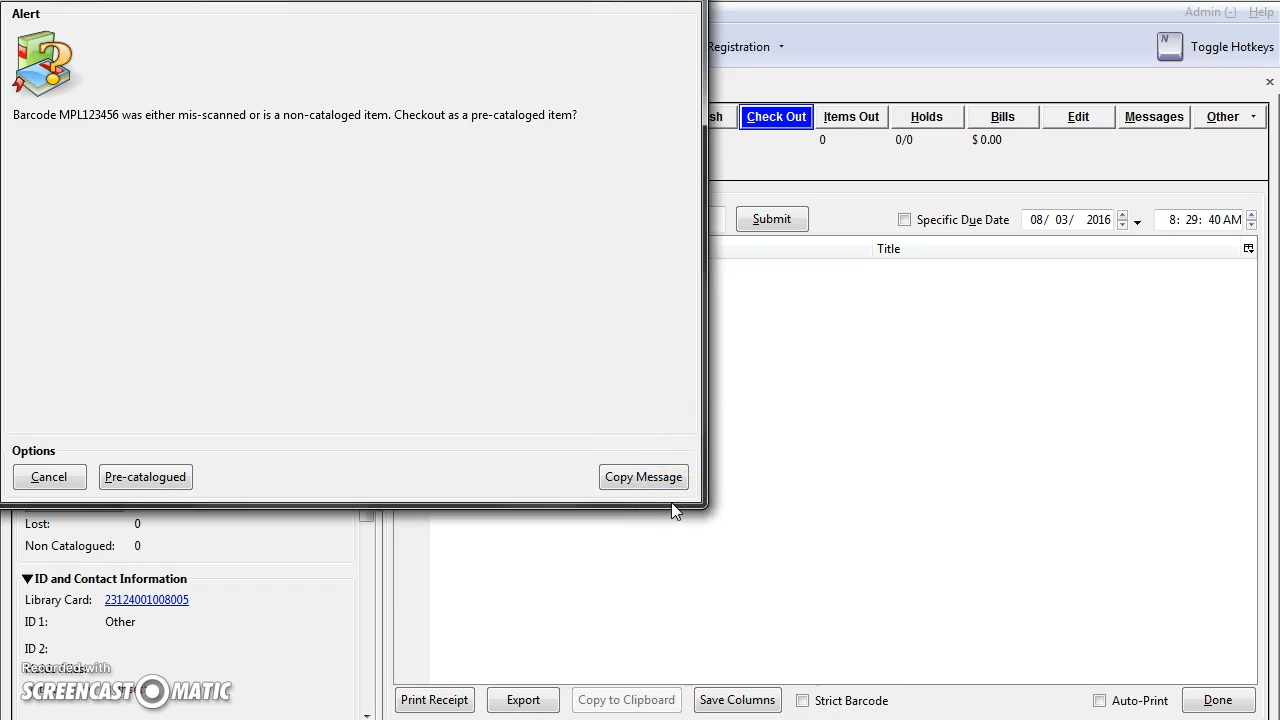 Alert
Admin (-) Help
Registration
N
Toggle Hotkeys
Barcode MPL123456 was either mis-scanned or is a non-cataloged item. Checkout as a pre-cataloged item?
sh Check Out Items Out Holds Bills Edit Messages Other
0 0/0 $ 0.00
Submit Specific Due Date 08/ 03/ 2016 8: 29: 40 AM
Title
Options
Cancel Pre-catalogued Copy Message
Lost: 0
Non Catalogued: 0
ID and Contact Information
Library Card: 23124001008005
ID 1: Other
ID 2:
Recorded with
SCREENCAST MATIC
Print Receipt Export Copy to Clipboard Save Columns Strict Barcode Auto-Print Done